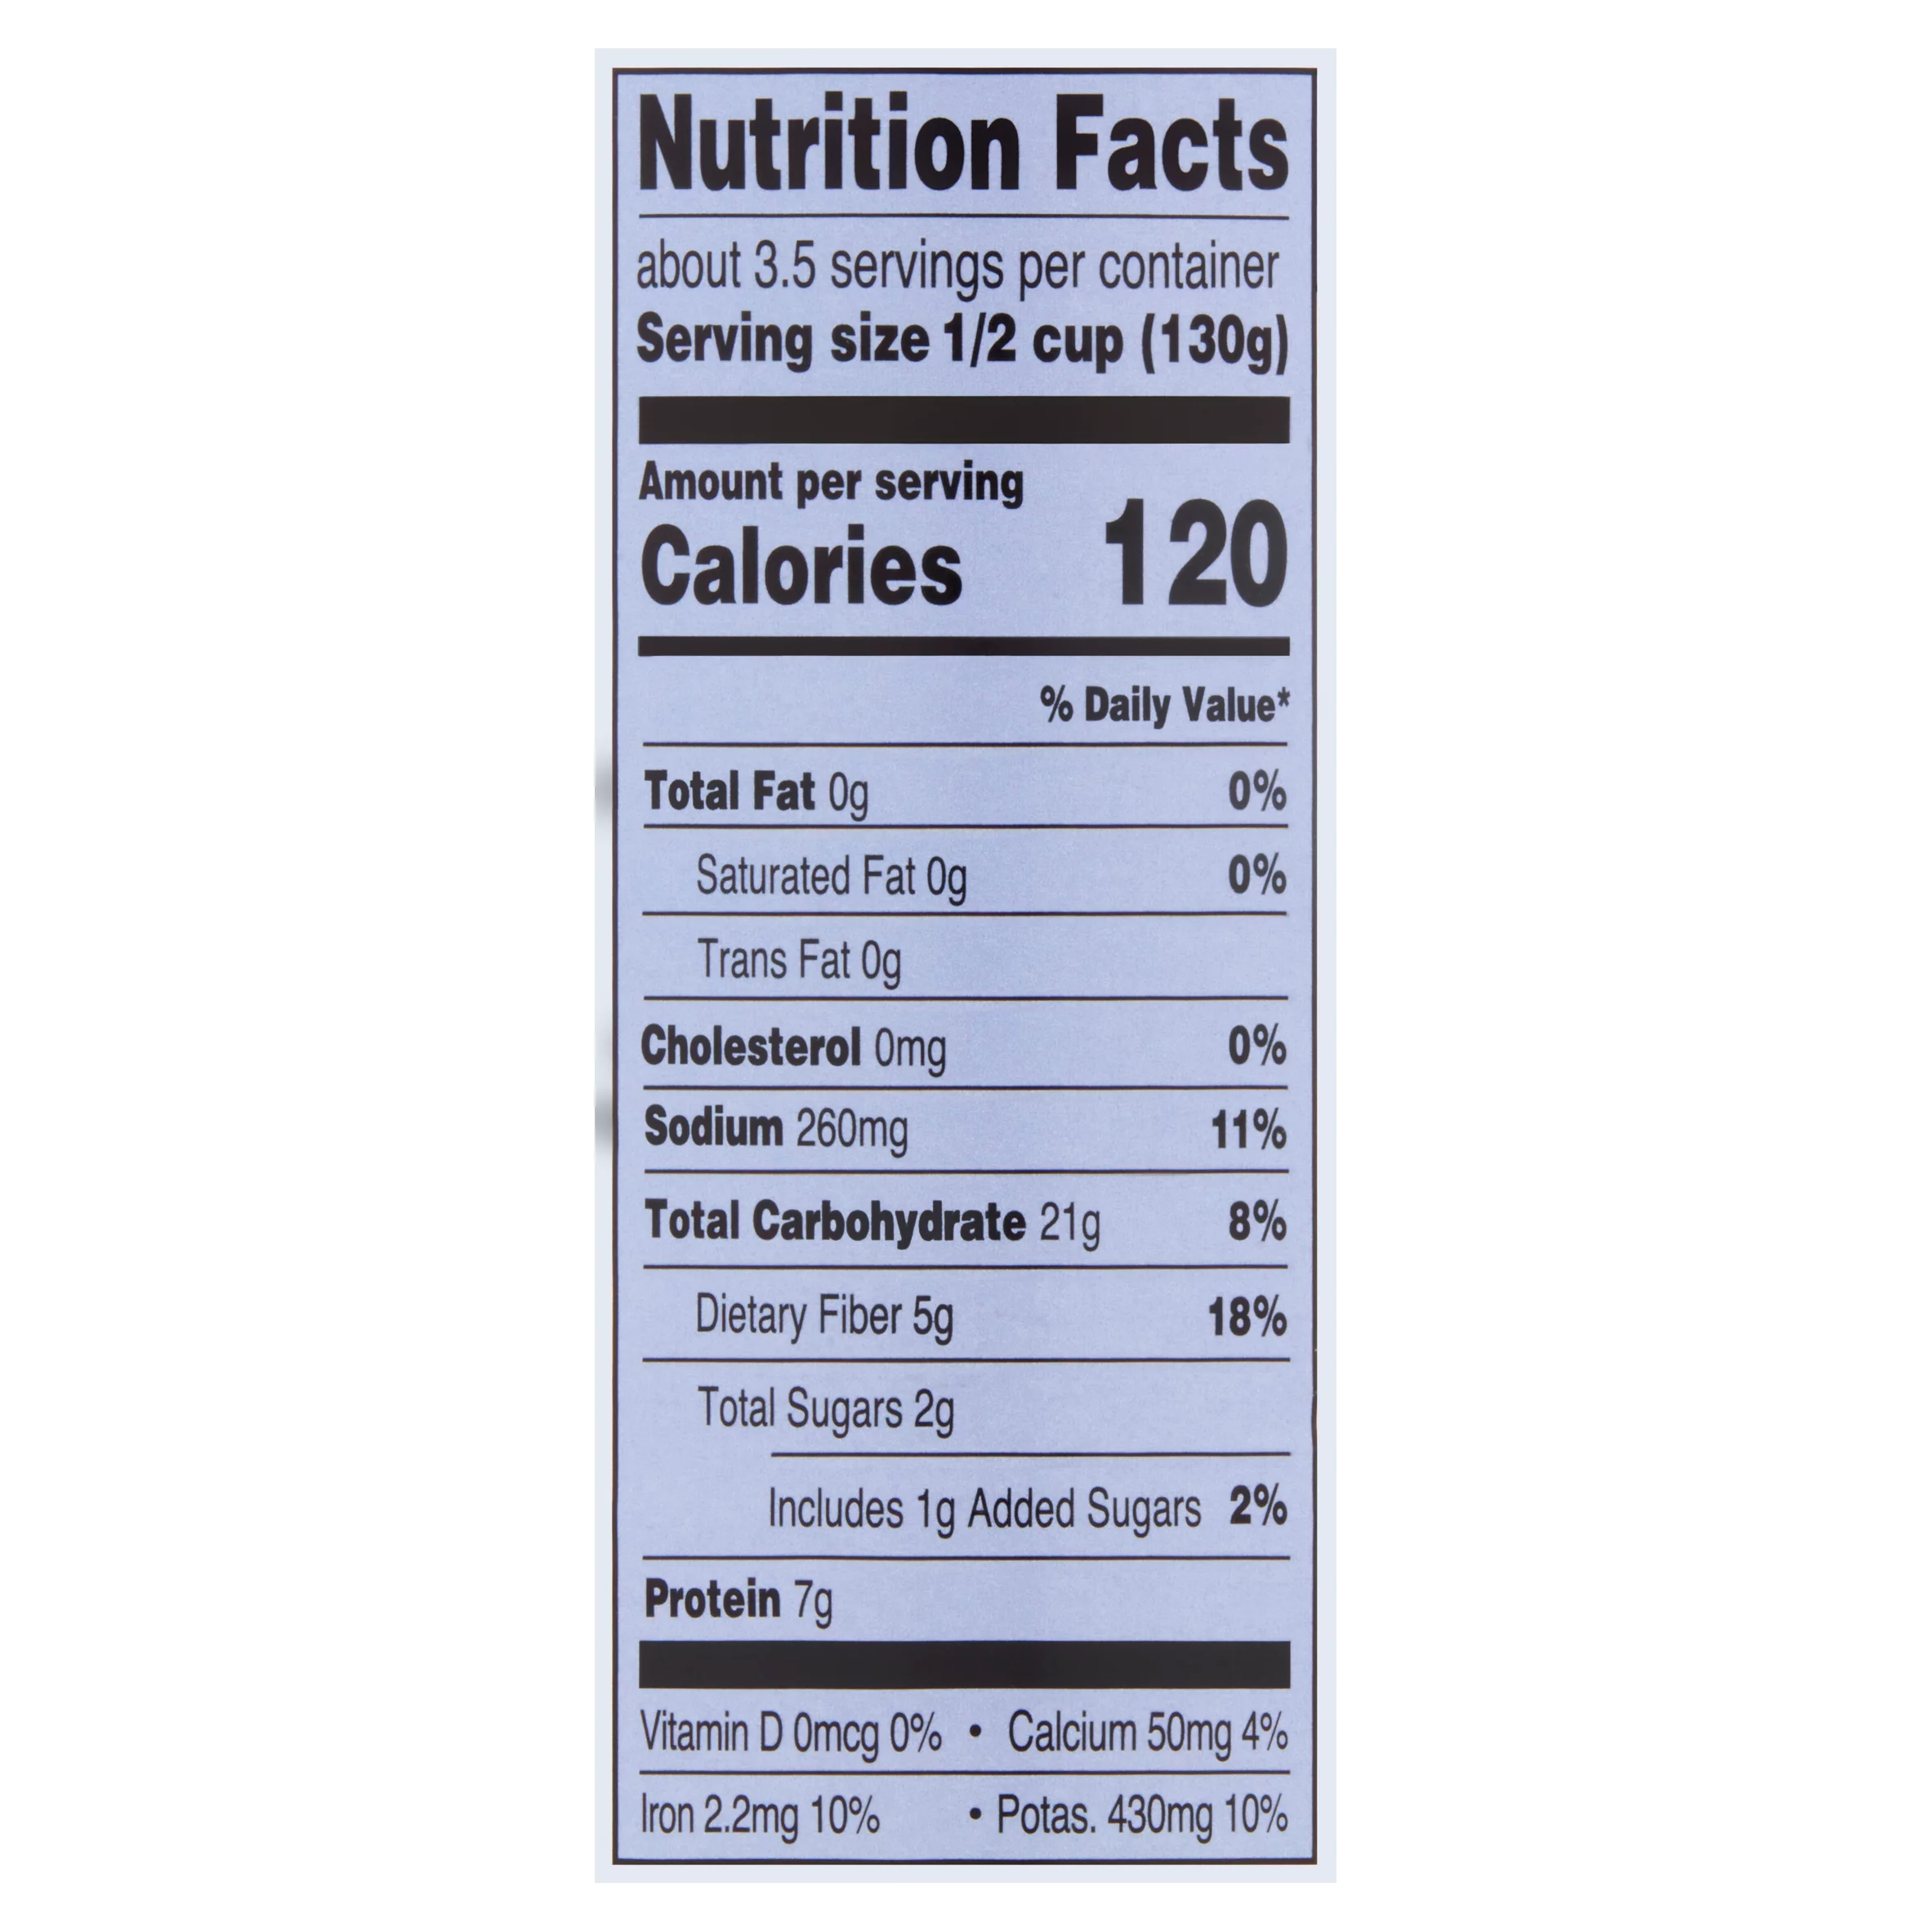 Nutrition Facts
about 3.5 servings per container
Serving size 1/2 cup (130g)
Amount per serving
Calories 120
% Daily Value*
Total Fat 0g 0%
Saturated Fat 0g 0%
Trans Fat 0g
Cholesterol 0mg 0%
Sodium 260mg 11%
Total Carbohydrate 21g 8%
Dietary Fiber 5g 18%
Total Sugars 2g
Includes 1g Added Sugars 2%
Protein 7g
Vitamin D 0mcg 0% • Calcium 50mg 4%
Iron 2.2mg 10% • Potas. 430mg 10%